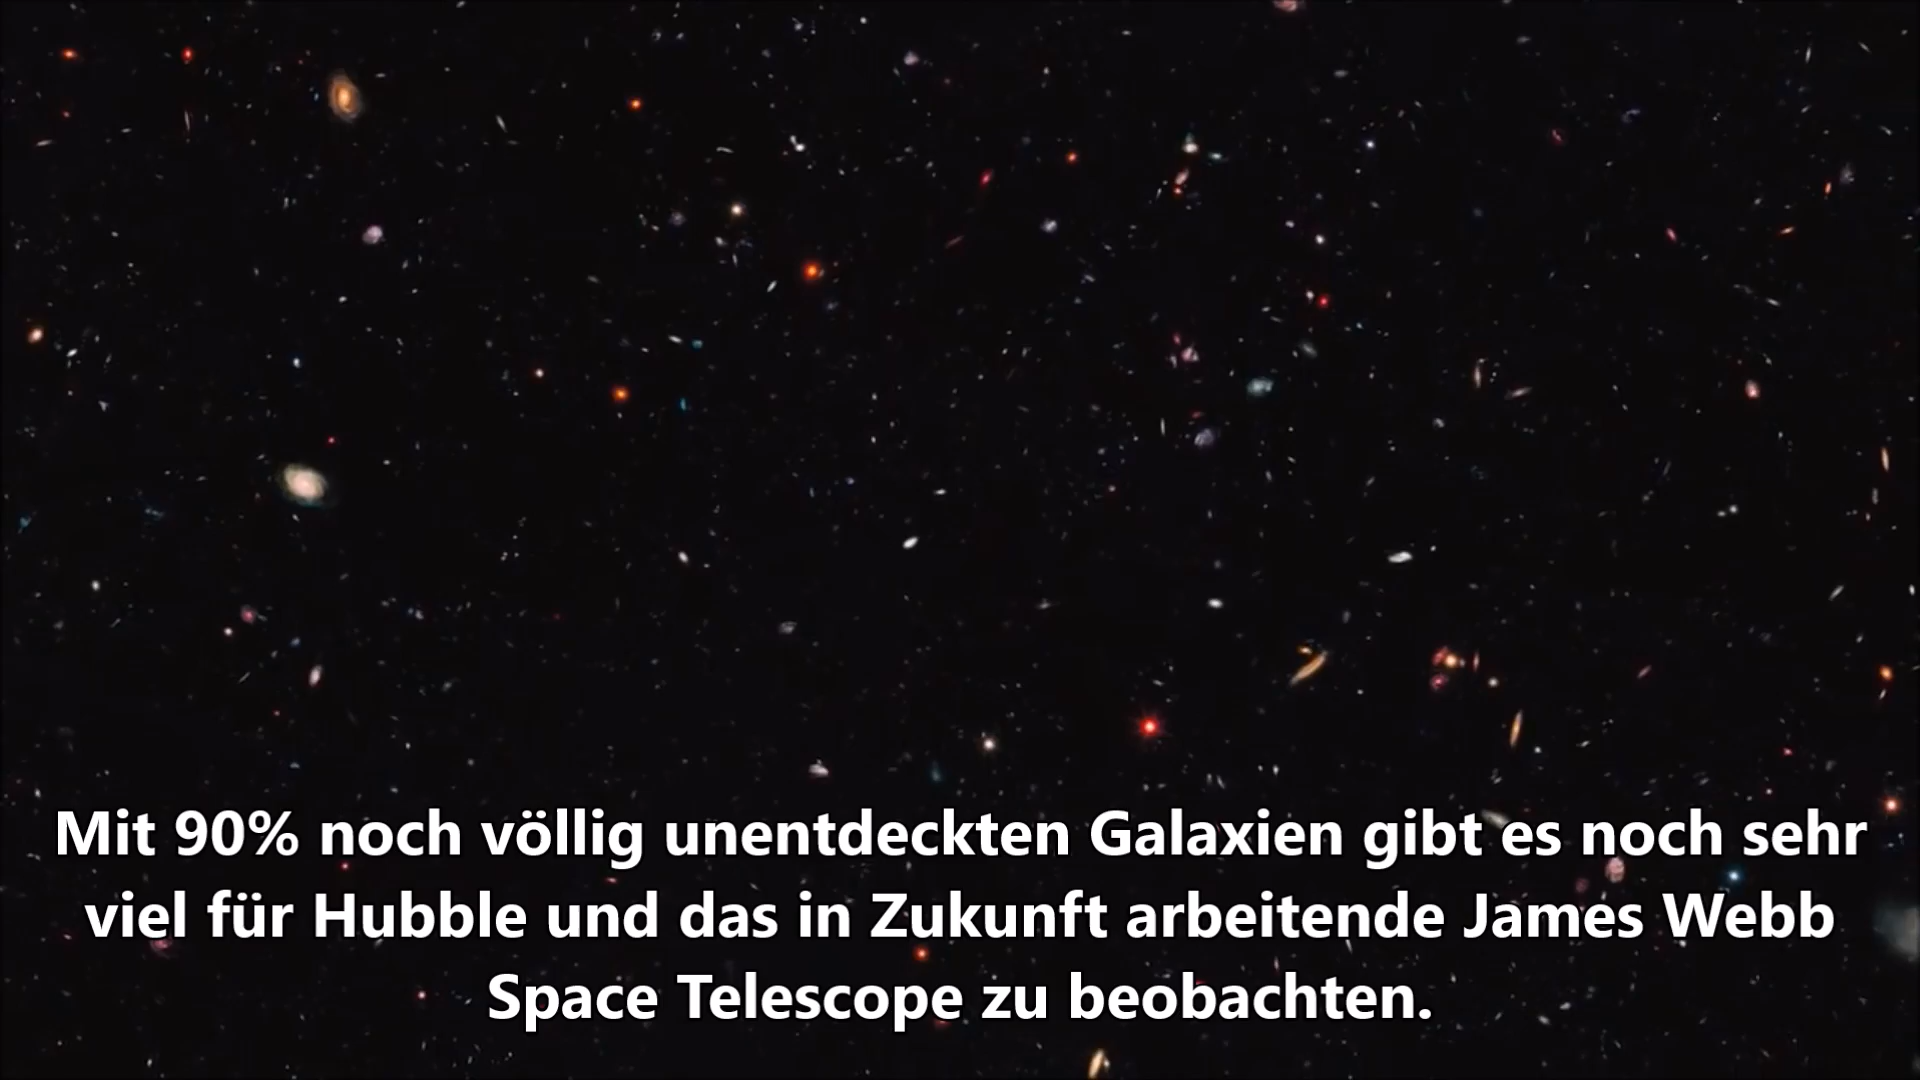 Mit 90% noch völlig unentdeckten Galaxien gibt es noch sehr
viel für Hubble und das in Zukunft arbeitende James Webb
Space Telescope zu beobachten.